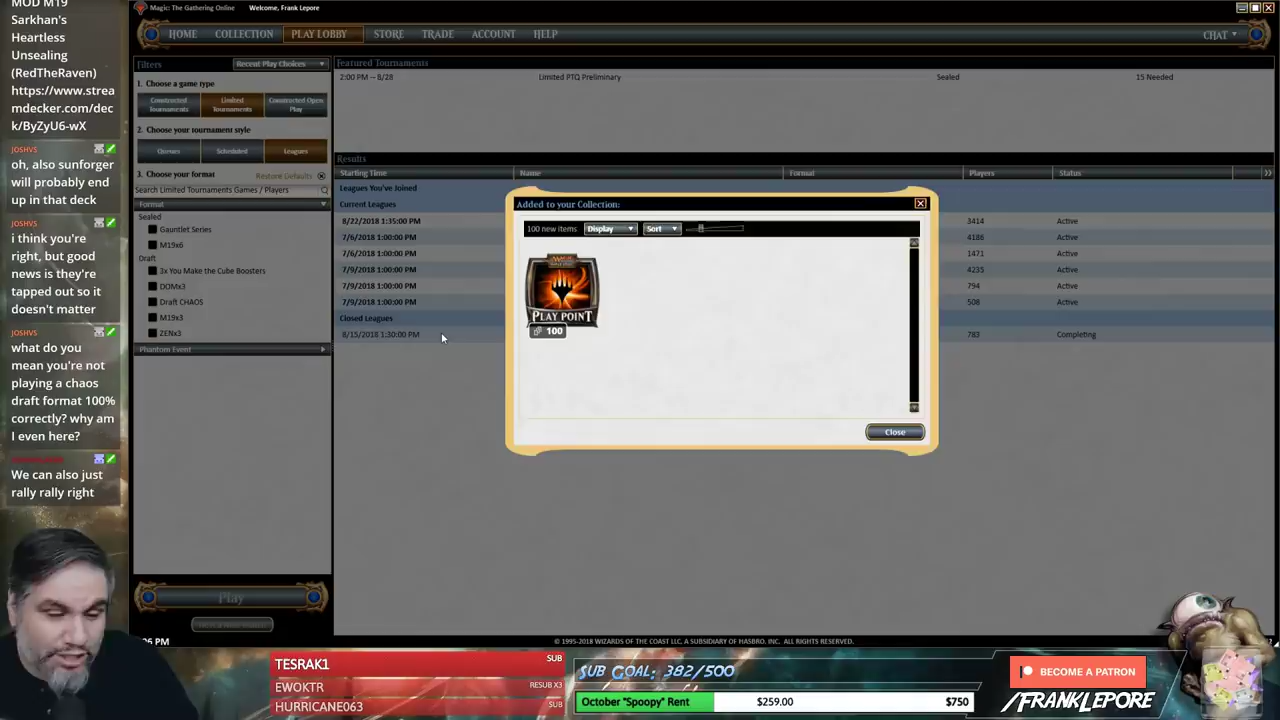 MOD M19
Sarkhan's
Heartless
Unsealing
(RedTheRaven)
https://www.strea
mdecker.com/dec
k/ByZyU6-wX
JOSHVS
oh, also sunforger
will probably end
up in that deck
JOSHVS
i think you're
right, but good
news is they're
tapped out so it
doesn't matter
JOSHVS
what do you
mean you're not
playing a chaos
draft format 100%
correctly? why am
I even here?
We can also just
rally rally right
Magic: The Gathering Online Welcome, Frank Lepore
HOME COLLECTION PLAY LOBBY STORE TRADE ACCOUNT HELP CHAT
Filters Recent Play Choices
1. Choose a game type
Constructed Tournaments Limited Tournaments Constructed Open Play
2. Choose your tournament style
Queues Scheduled Leagues
3. Choose your format Restore Defaults
Search Limited Tournaments Games / Players
Format
Sealed
Gauntlet Series
M19x6
Draft
3x You Make the Cube Boosters
DOMx3
Draft CHAOS
M19x3
ZENx3
Phantom Event
Play
Featured Tournaments
2:00 PM -- 8/28 Limited PTQ Preliminary Sealed 15 Needed
Results
Starting Time Name Format Players Status
Leagues You've Joined
Current Leagues
8/22/2018 1:35:00 PM 3414 Active
7/6/2018 1:00:00 PM 4186 Active
7/6/2018 1:00:00 PM 1471 Active
7/9/2018 1:00:00 PM 4235 Active
7/9/2018 1:00:00 PM 794 Active
7/9/2018 1:00:00 PM 508 Active
Closed Leagues
8/15/2018 1:30:00 PM 783 Completing
Added to your Collection:
100 new items Display Sort
PLAY POINT
100
Close
© 1995-2018 WIZARDS OF THE COAST LLC, A SUBSIDIARY OF HASBRO, INC. ALL RIGHTS RESERVED.
PM
TESRAK1 SUB
EWOKTR RESUB X3
HURRICANE063 SUB
SUB GOAL: 382/500
October "Spoopy" Rent $259.00 $750
BECOME A PATRON
/FRANKLEPORE